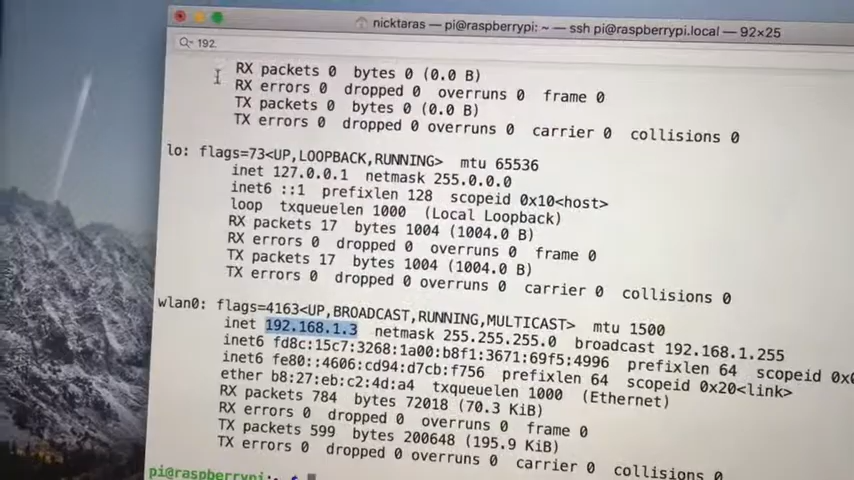 nicktaras — pi@raspberrypi: ~ — ssh pi@raspberrypi.local — 92×25
192.
RX packets 0 bytes 0 (0.0 B)
RX errors 0 dropped 0 overruns 0 frame 0
TX packets 0 bytes 0 (0.0 B)
TX errors 0 dropped 0 overruns 0 carrier 0 collisions 0
lo: flags=73<UP,LOOPBACK,RUNNING> mtu 65536
inet 127.0.0.1 netmask 255.0.0.0
inet6 ::1 prefixlen 128 scopeid 0x10<host>
loop txqueuelen 1000 (Local Loopback)
RX packets 17 bytes 1004 (1004.0 B)
RX errors 0 dropped 0 overruns 0 frame 0
TX packets 17 bytes 1004 (1004.0 B)
TX errors 0 dropped 0 overruns 0 carrier 0 collisions 0
wlan0: flags=4163<UP,BROADCAST,RUNNING,MULTICAST> mtu 1500
inet 192.168.1.3 netmask 255.255.255.0 broadcast 192.168.1.255
inet6 fd8c:15c7:3268:1a00:b8f1:3671:69f5:4996 prefixlen 64 scopeid 0x0
inet6 fe80::4606:cd94:d7cb:f756 prefixlen 64 scopeid 0x20<link>
ether b8:27:eb:c2:4d:a4 txqueuelen 1000 (Ethernet)
RX packets 784 bytes 72018 (70.3 KiB)
RX errors 0 dropped 0 overruns 0 frame 0
TX packets 599 bytes 200648 (195.9 KiB)
TX errors 0 dropped 0 overruns 0 carrier 0 collisions 0
pi@raspberrypi:~ $